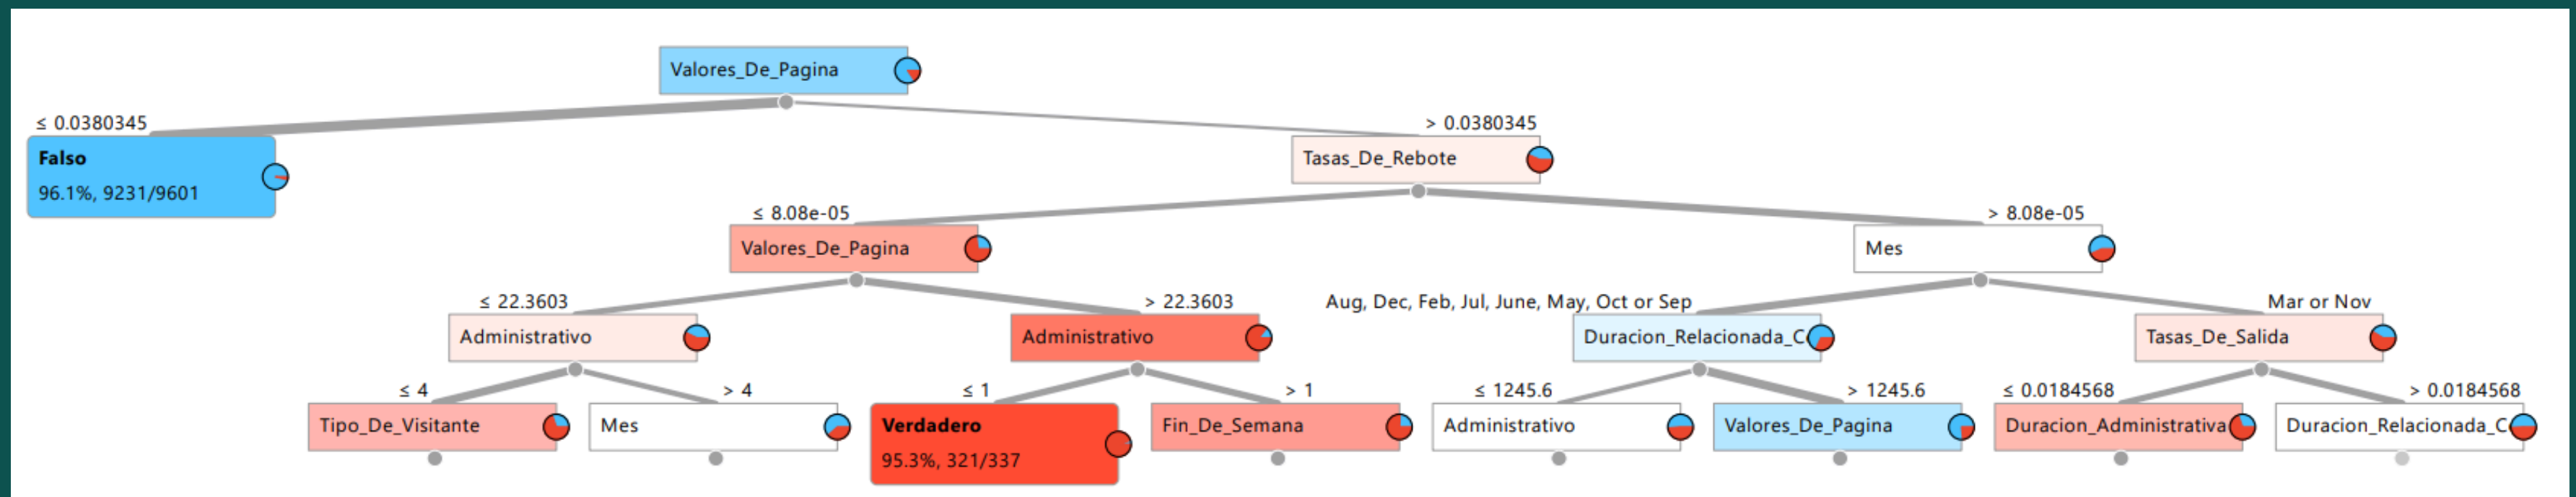 Valores_De_Pagina
≤ 0.0380345
> 0.0380345
Falso
96.1%, 9231/9601
Tasas_De_Rebote
≤ 8.08e-05
> 8.08e-05
Valores_De_Pagina
Mes
≤ 22.3603
> 22.3603
Aug, Dec, Feb, Jul, June, May, Oct or Sep
Mar or Nov
Administrativo
Administrativo
Duracion_Relacionada_C
Tasas_De_Salida
≤ 4
> 4
≤ 1
> 1
≤ 1245.6
> 1245.6
≤ 0.0184568
> 0.0184568
Tipo_De_Visitante
Mes
Verdadero
95.3%, 321/337
Fin_De_Semana
Administrativo
Valores_De_Pagina
Duracion_Administrativa
Duracion_Relacionada_C